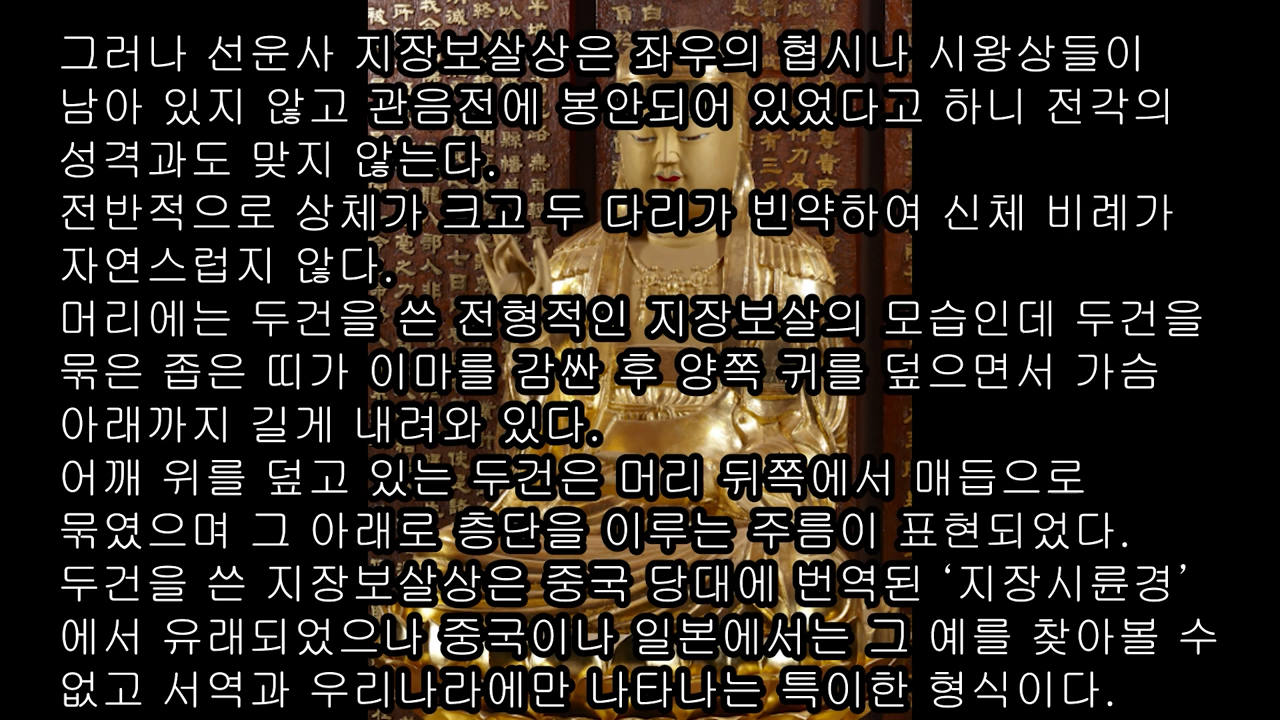 그러나 선운사 지장보살상은 좌우의 협시나 시왕상들이
남아 있지 않고 관음전에 봉안되어 있었다고 하니 전각의
성격과도 맞지 않는다.
전반적으로 상체가 크고 두 다리가 빈약하여 신체 비례가
자연스럽지 않다.
머리에는 두건을 쓴 전형적인 지장보살의 모습인데 두건을
묶은 좁은 띠가 이마를 감싼 후 양쪽 귀를 덮으면서 가슴
아래까지 길게 내려와 있다.
어깨 위를 덮고 있는 두건은 머리 뒤쪽에서 매듭으로
묶였으며 그 아래로 층단을 이루는 주름이 표현되었다.
두건을 쓴 지장보살상은 중국 당대에 번역된 ‘지장시륜경’
에서 유래되었으나 중국이나 일본에서는 그 예를 찾아볼 수
없고 서역과 우리나라에만 나타나는 특이한 형식이다.